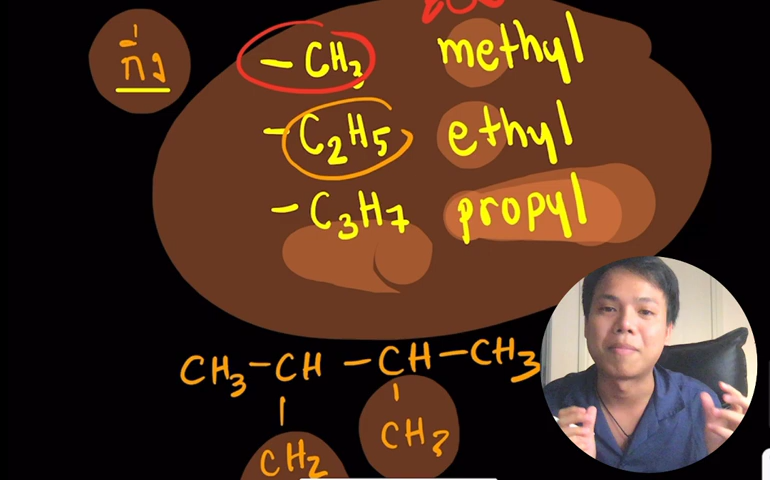 กิ่ง
-CH3 methyl
-C2H5 ethyl
-C3H7 propyl
CH3-CH-CH-CH3
CH3
CH2